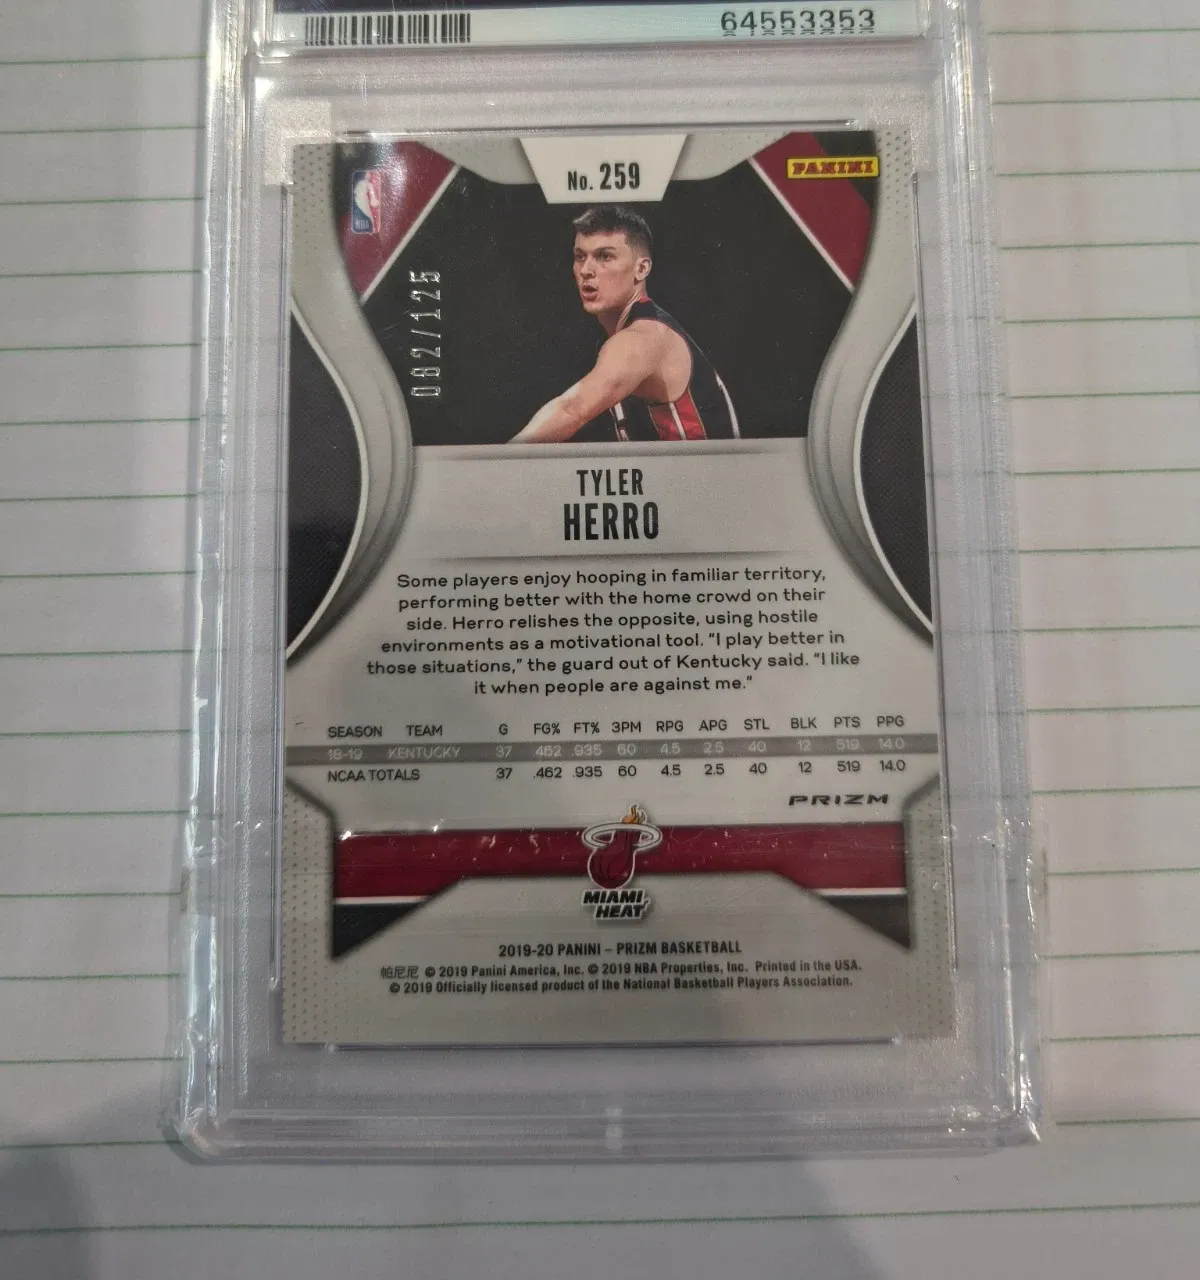 64553353
No. 259
PANINI
NBA
082/125
TYLER
HERRO
Some players enjoy hooping in familiar territory,
performing better with the home crowd on their
side. Herro relishes the opposite, using hostile
environments as a motivational tool. "I play better in
those situations," the guard out of Kentucky said. "I like
it when people are against me."
SEASON TEAM G FG% FT% 3PM RPG APG STL BLK PTS PPG
18-19 KENTUCKY 37 .462 .935 60 4.5 2.5 40 12 519 14.0
NCAA TOTALS 37 .462 .935 60 4.5 2.5 40 12 519 14.0
PRIZM
MIAMI
HEAT
2019-20 PANINI – PRIZM BASKETBALL
帕尼尼 © 2019 Panini America, Inc. © 2019 NBA Properties, Inc. Printed in the USA.
© 2019 Officially licensed product of the National Basketball Players Association.